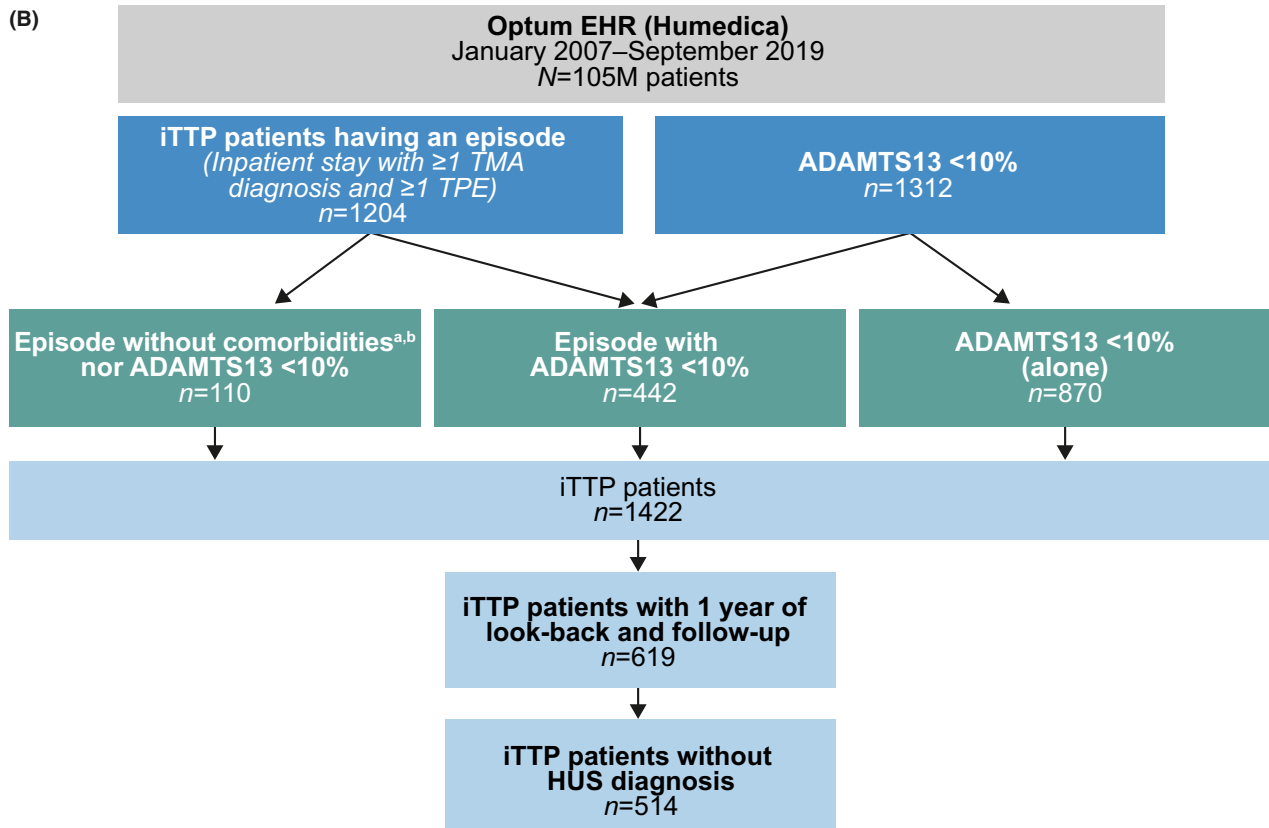 (B)
Optum EHR (Humedica)
January 2007–September 2019
N=105M patients
iTTP patients having an episode
(Inpatient stay with ≥1 TMA
diagnosis and ≥1 TPE)
n=1204
ADAMTS13 <10%
n=1312
Episode without comorbidities^a,b
nor ADAMTS13 <10%
n=110
Episode with
ADAMTS13 <10%
n=442
ADAMTS13 <10%
(alone)
n=870
iTTP patients
n=1422
iTTP patients with 1 year of
look-back and follow-up
n=619
iTTP patients without
HUS diagnosis
n=514